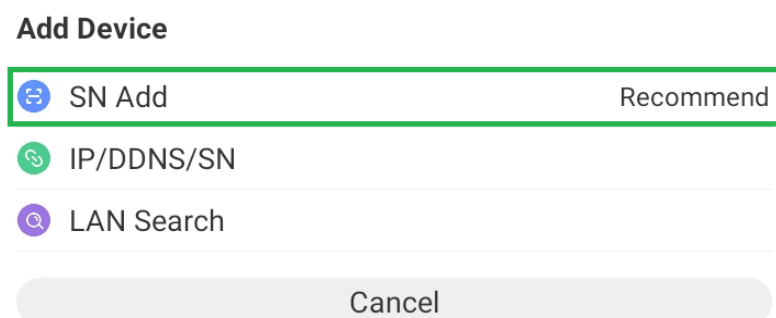 Add Device
SN Add Recommend
IP/DDNS/SN
LAN Search
Cancel